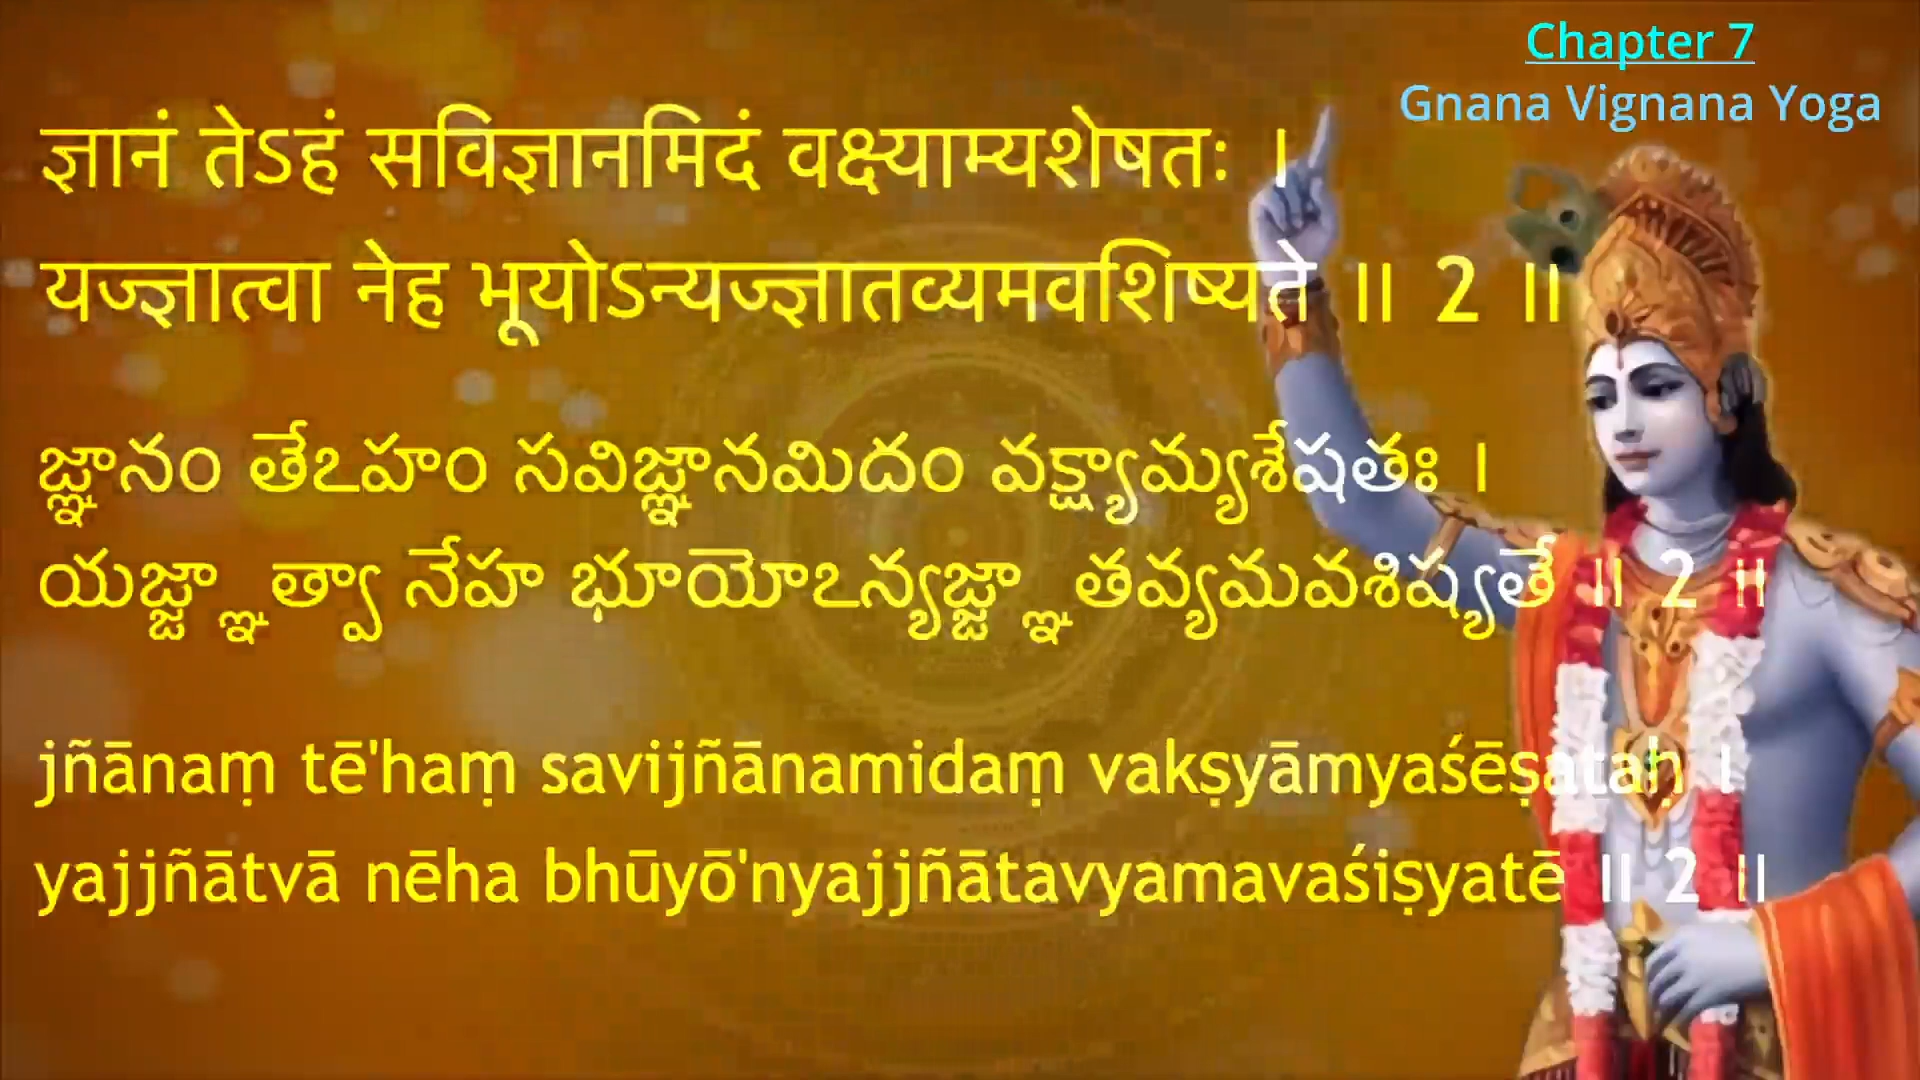 Chapter 7
Gnana Vignana Yoga
ज्ञानं तेऽहं सविज्ञानमिदं वक्ष्याम्यशेषतः ।
यज्ज्ञात्वा नेह भूयोऽन्यज्ज्ञातव्यमवशिष्यते ॥ 2 ॥
జ్ఞానం తేఽహం సవిజ్ఞానమిదం వక్ష్యామ్యశేషతః ।
యజ్జ్ఞాత్వా నేహ భూయోఽన్యజ్జ్ఞాతవ్యమవశిష్యతే ॥ 2 ॥
jñānaṃ tē'haṃ savijñānamidaṃ vakṣyāmyaśēṣataḥ ।
yajjñātvā nēha bhūyō'nyajjñātavyamavaśiṣyatē ॥ 2 ॥